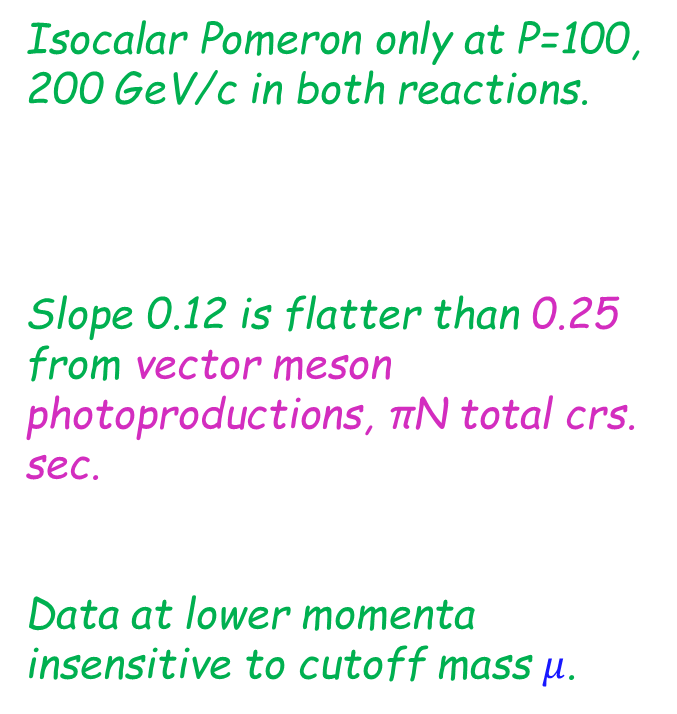 Isocalar Pomeron only at P=100,
200 GeV/c in both reactions.
Slope 0.12 is flatter than 0.25
from vector meson
photoproductions, πN total crs.
sec.
Data at lower momenta
insensitive to cutoff mass μ.